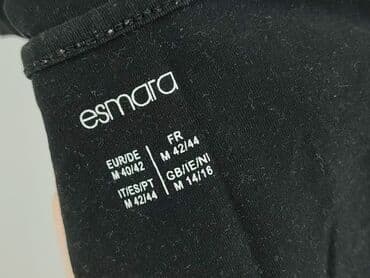 esmara
EUR/DE
M 40/42
FR
M 42/44
IT/ES/PT
M 42/44
GB/IE/NI
M 14/16